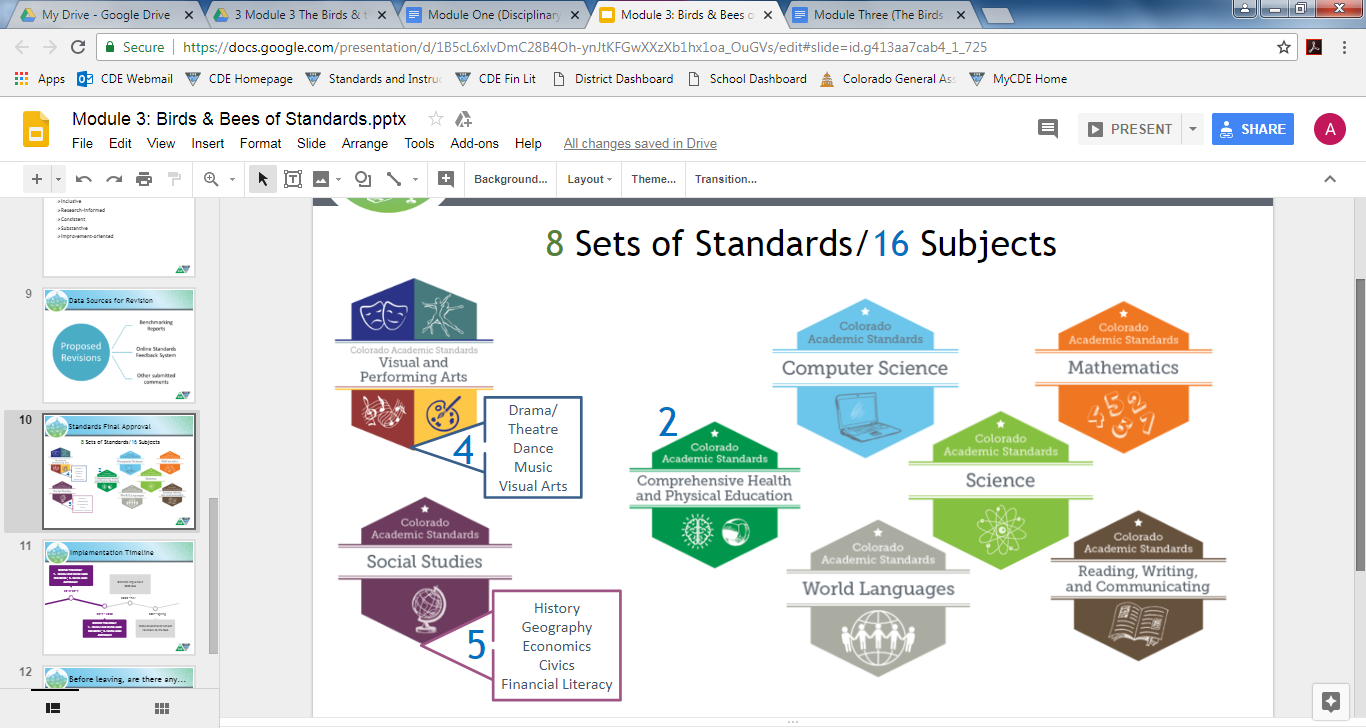 My Drive - Google Drive
3 Module 3 The Birds & t
Module One (Disciplinary
Module 3: Birds & Bees o
Module Three (The Birds
Secure
https://docs.google.com/presentation/d/1B5cL6xlvDmC28B4Oh-ynJtKFGwXXzXb1hx1oa_OuGVs/edit#slide=id.g413aa7cab4_1_725
Apps
CDE Webmail
CDE Homepage
Standards and Instruc
CDE Fin Lit
District Dashboard
School Dashboard
Colorado General Ass
MyCDE Home
Module 3: Birds & Bees of Standards.pptx
File Edit View Insert Format Slide Arrange Tools Add-ons Help All changes saved in Drive
PRESENT
SHARE
A
Background... Layout Theme... Transition...
»Inclusive
»Research-Informed
»Consistent
»Substantive
»Improvement-oriented
9
Data Sources for Revision
Proposed
Revisions
Benchmarking
Reports
Online Standards
Feedback System
Other submitted
comments
10
Standards Final Approval
8 Sets of Standards/16 Subjects
11
Implementation Timeline
12
Before leaving, are there any...
8 Sets of Standards/16 Subjects
Colorado Academic Standards
Visual and
Performing Arts
4
Drama/
Theatre
Dance
Music
Visual Arts
Colorado
Academic Standards
Social Studies
5
History
Geography
Economics
Civics
Financial Literacy
2
Colorado
Academic Standards
Comprehensive Health
and Physical Education
Colorado
Academic Standards
Computer Science
Colorado
Academic Standards
Mathematics
4 5 2 6 3 7
Colorado
Academic Standards
Science
Colorado
Academic Standards
World Languages
Colorado
Academic Standards
Reading, Writing,
and Communicating